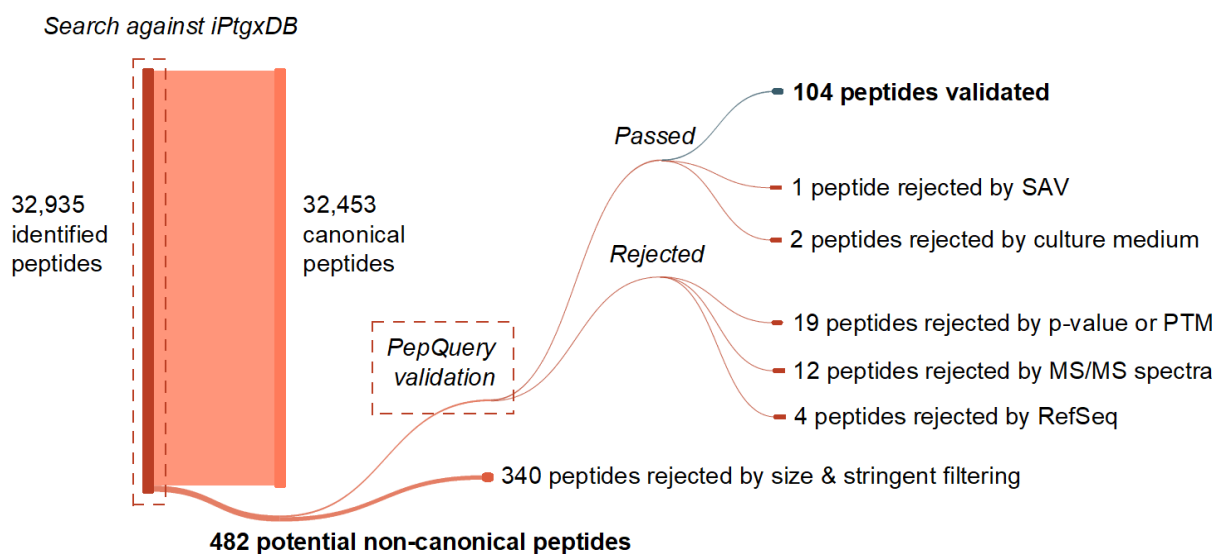 Search against iPtgxDB
32,935
identified
peptides
32,453
canonical
peptides
PepQuery
validation
Passed
104 peptides validated
1 peptide rejected by SAV
2 peptides rejected by culture medium
Rejected
19 peptides rejected by p-value or PTM
12 peptides rejected by MS/MS spectra
4 peptides rejected by RefSeq
340 peptides rejected by size & stringent filtering
482 potential non-canonical peptides